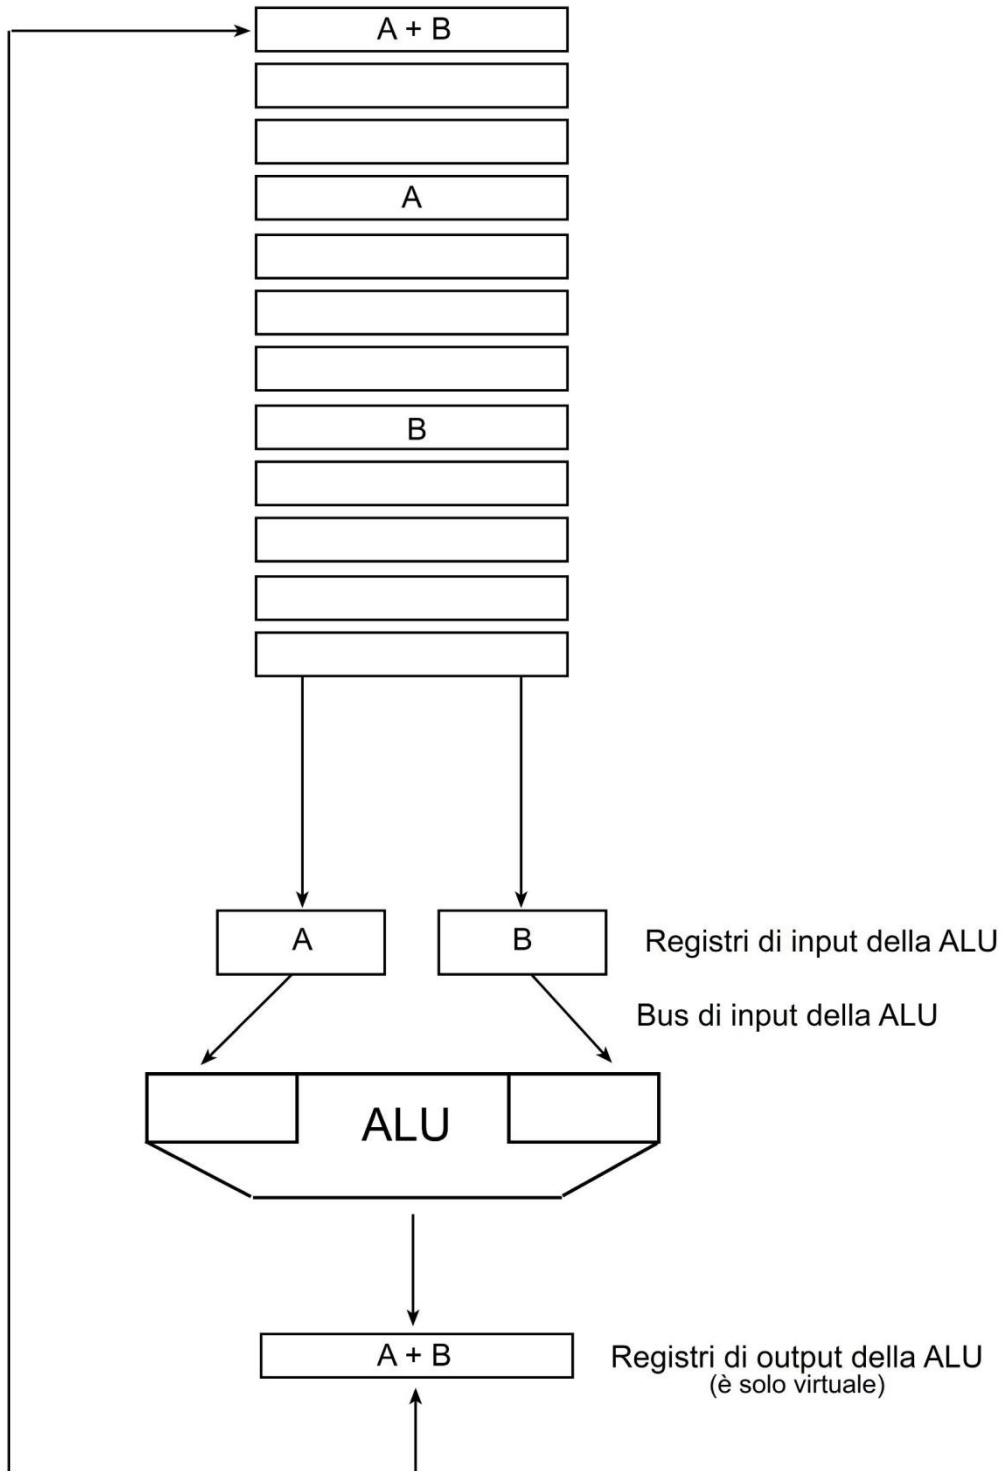 A + B
A
B
A
B
Registri di input della ALU
Bus di input della ALU
ALU
A + B
Registri di output della ALU
(è solo virtuale)